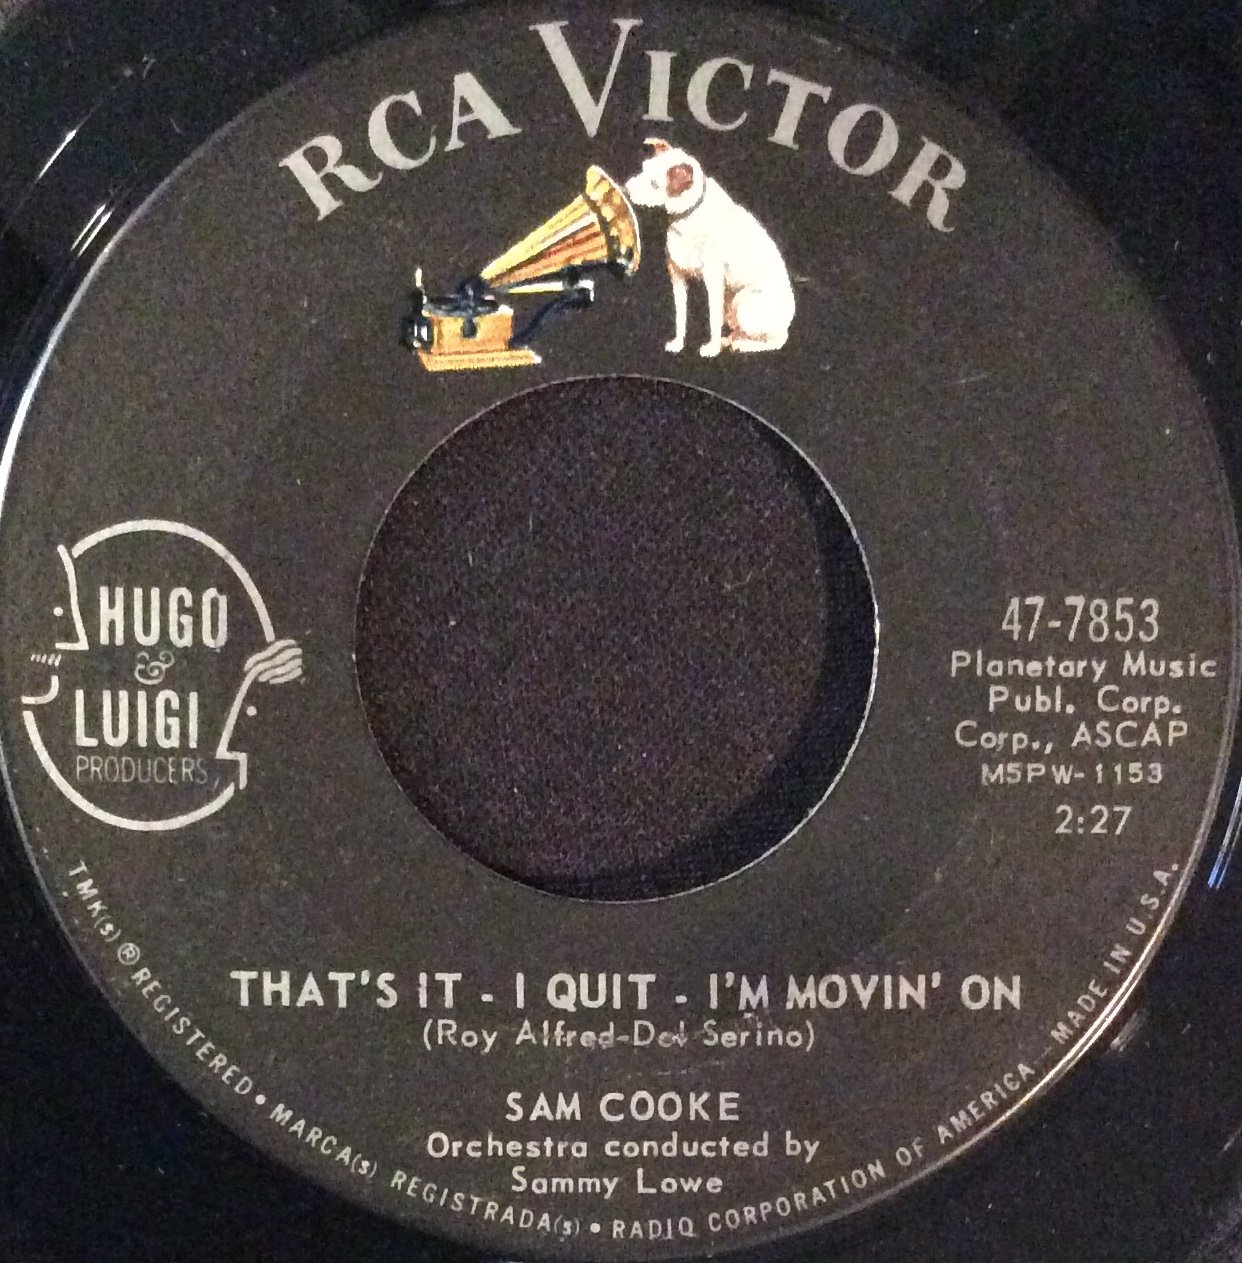 RCA VICTOR
HUGO
&
LUIGI
PRODUCERS
47-7853
Planetary Music
Publ. Corp.
Corp., ASCAP
M5PW-1153
2:27
THAT'S IT - I QUIT - I'M MOVIN' ON
(Roy Alfred-Del Serino)
SAM COOKE
Orchestra conducted by
Sammy Lowe
TMK(s) ® REGISTERED • MARCA(s) REGISTRADA(s) • RADIO CORPORATION OF AMERICA - MADE IN U.S.A.